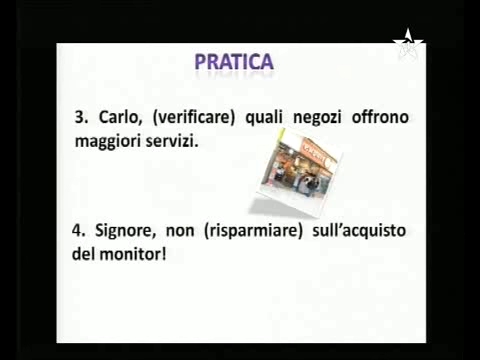 PRATICA
3. Carlo, (verificare) quali negozi offrono
maggiori servizi.
4. Signore, non (risparmiare) sull'acquisto
del monitor!